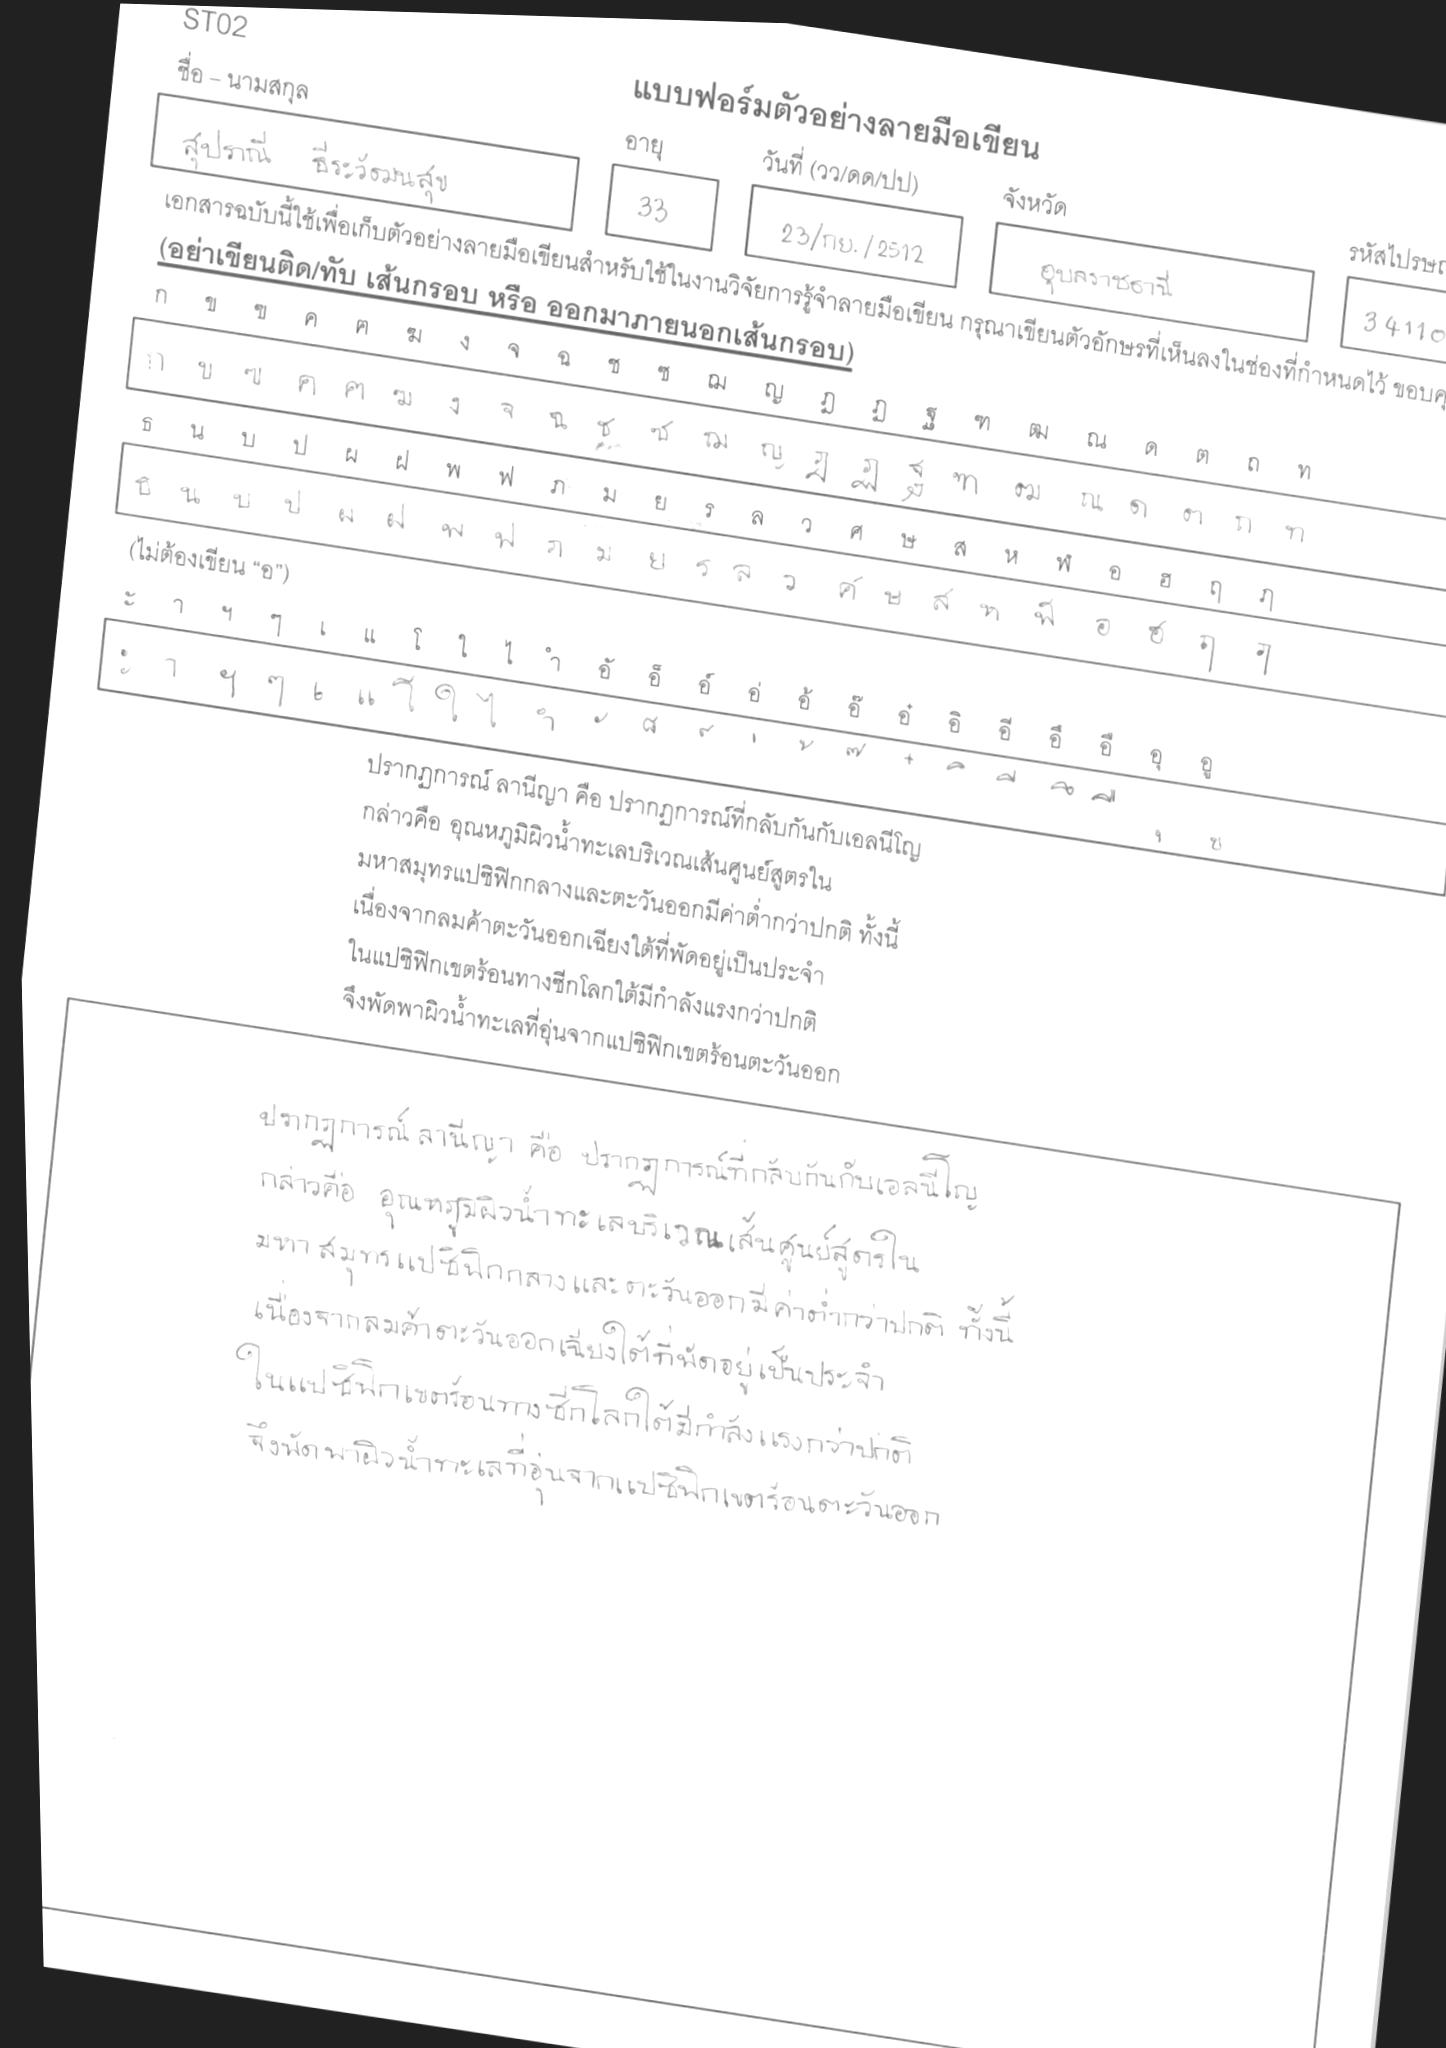 ST02
แบบฟอร์มตัวอย่างลายมือเขียน
ชื่อ – นามสกุล อายุ วันที่ (วว/ดด/ปป) จังหวัด
สุปราณี ธีระวัฒนสุข 33 23/กย./2512 อุบลราชธานี 34110
เอกสารฉบับนี้ใช้เพื่อเก็บตัวอย่างลายมือเขียนสำหรับใช้ในงานวิจัยการรู้จำลายมือเขียน กรุณาเขียนตัวอักษรที่เห็นลงในช่องที่กำหนดไว้
(อย่าเขียนติด/ทับ เส้นกรอบ หรือ ออกมาภายนอกเส้นกรอบ)
ก ข ฃ ค ฅ ฆ ง จ ฉ ช ซ ฌ ญ ฎ ฏ ฐ ฑ ฒ ณ ด ต ถ ท
ก ข ฃ ค ฅ ฆ ง จ ฉ ซ ฌ ญ ฎ ฏ ฐ ฑ ฒ ณ ด ต ถ ท
ธ น บ ป ผ ฝ พ ฟ ภ ม ย ร ล ว ศ ษ ส ห ฬ อ ฮ ฤ ฦ
ธ น บ ป ผ ฝ พ ฟ ภ ม ย ร ล ว ศ ษ ส ห ฬ อ ฮ ฤ ฦ
(ไม่ต้องเขียน “อ”)
ะ า ฯ ๆ เ แ โ ใ ไ ำ อั อ็ อ์ อ่ อ้ อ๊ อ๋ อิ อี อึ อื อุ อู
ะ า ฯ ๆ เ แ โ ใ ไ ำ ั ็ ์ ่ ้ ๊ ๋ ิ ี ึ ื ุ ู
ปรากฏการณ์ ลานีญา คือ ปรากฏการณ์ที่กลับกันกับเอลนีโญ
กล่าวคือ อุณหภูมิผิวน้ำทะเลบริเวณเส้นศูนย์สูตรใน
มหาสมุทรแปซิฟิกกลางและตะวันออกมีค่าต่ำกว่าปกติ ทั้งนี้
เนื่องจากลมค้าตะวันออกเฉียงใต้ที่พัดอยู่เป็นประจำ
ในแปซิฟิกเขตร้อนทางซีกโลกใต้มีกำลังแรงกว่าปกติ
จึงพัดพาผิวน้ำทะเลที่อุ่นจากแปซิฟิกเขตร้อนตะวันออก
ปรากฏการณ์ ลานีญา คือ ปรากฏการณ์ที่กลับกันกับเอลนีโญ
กล่าวคือ อุณหภูมิผิวน้ำทะเลบริเวณเส้นศูนย์สูตรใน
มหาสมุทรแปซิฟิกกลางและตะวันออกมีค่าต่ำกว่าปกติ ทั้งนี้
เนื่องจากลมค้าตะวันออกเฉียงใต้ที่พัดอยู่เป็นประจำ
ในแปซิฟิกเขตร้อนทางซีกโลกใต้มีกำลังแรงกว่าปกติ
จึงพัดพาผิวน้ำทะเลที่อุ่นจากแปซิฟิกเขตร้อนตะวันออก